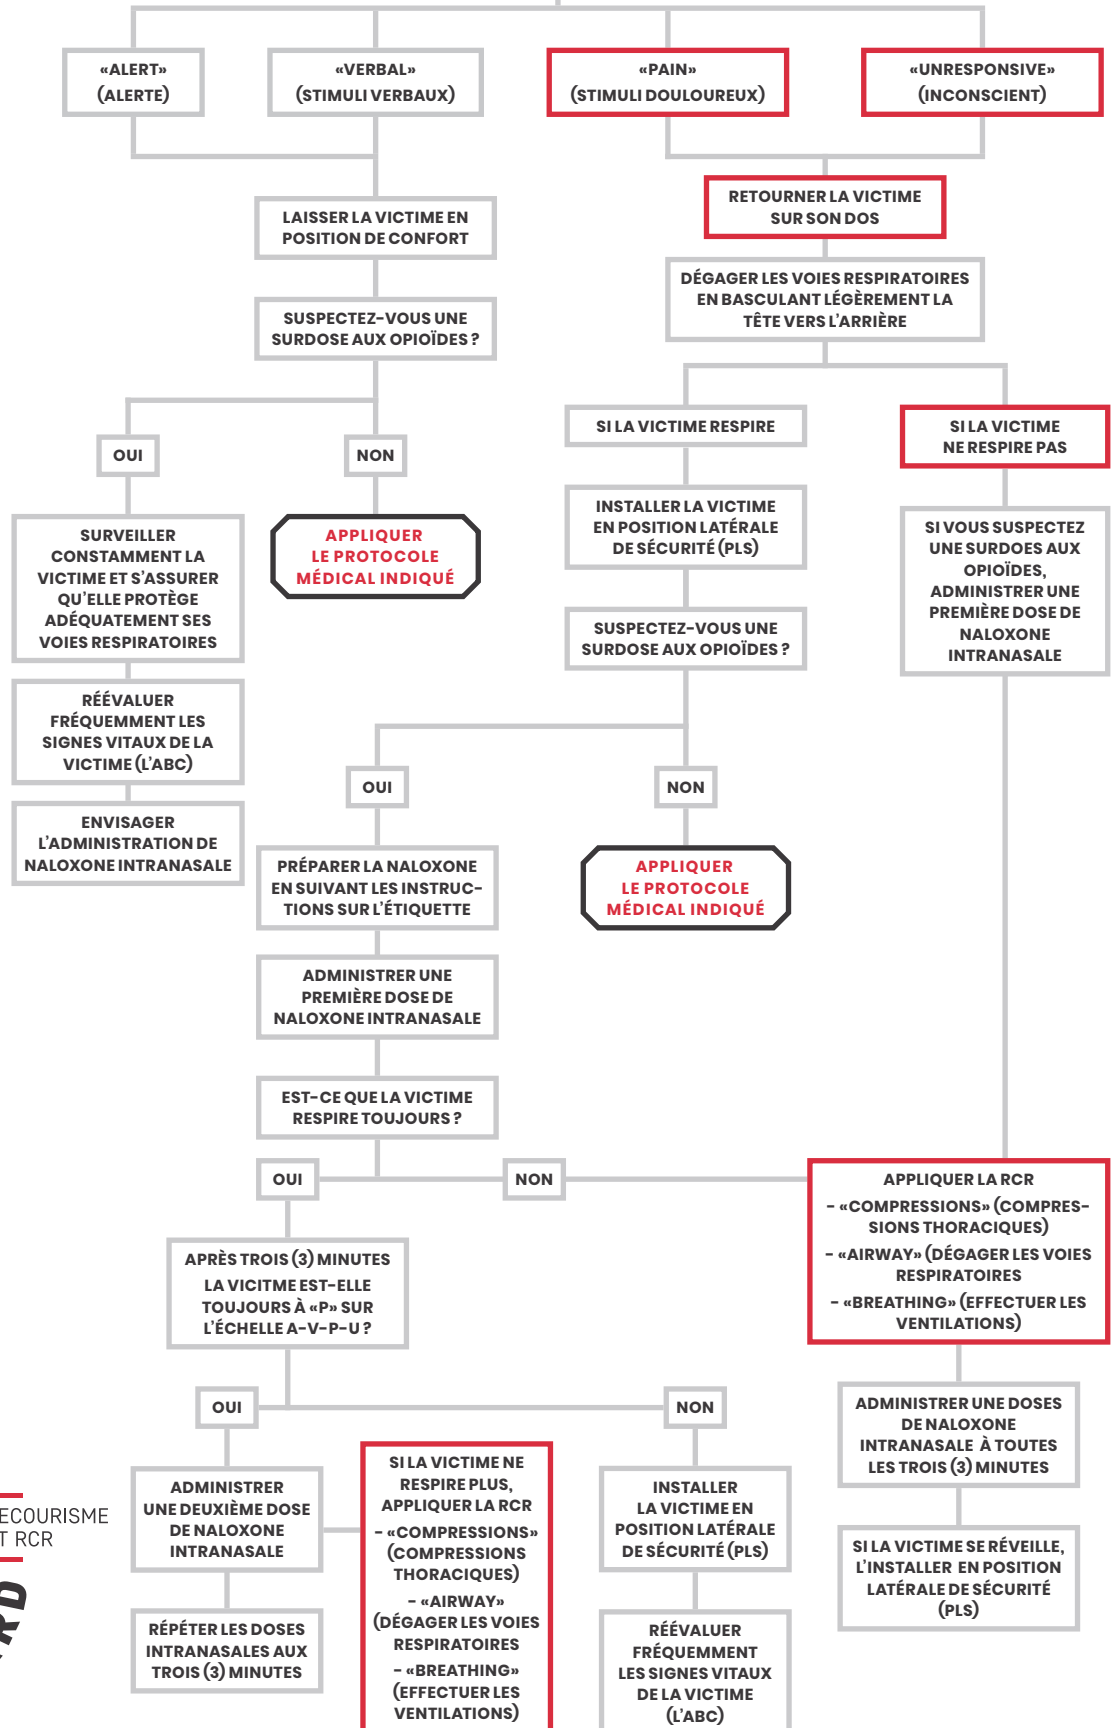 «ALERT»
(ALERTE)
«VERBAL»
(STIMULI VERBAUX)
«PAIN»
(STIMULI DOULOUREUX)
«UNRESPONSIVE»
(INCONSCIENT)
LAISSER LA VICTIME EN
POSITION DE CONFORT
SUSPECTEZ-VOUS UNE
SURDOSE AUX OPIOÏDES ?
OUI
NON
SURVEILLER
CONSTAMMENT LA
VICTIME ET S'ASSURER
QU'ELLE PROTÈGE
ADÉQUATEMENT SES
VOIES RESPIRATOIRES
RÉÉVALUER
FRÉQUEMMENT LES
SIGNES VITAUX DE LA
VICTIME (L'ABC)
ENVISAGER
L'ADMINISTRATION DE
NALOXONE INTRANASALE
APPLIQUER
LE PROTOCOLE
MÉDICAL INDIQUÉ
RETOURNER LA VICTIME
SUR SON DOS
DÉGAGER LES VOIES RESPIRATOIRES
EN BASCULANT LÉGÈREMENT LA
TÊTE VERS L'ARRIÈRE
SI LA VICTIME RESPIRE
INSTALLER LA VICTIME
EN POSITION LATÉRALE
DE SÉCURITÉ (PLS)
SUSPECTEZ-VOUS UNE
SURDOSE AUX OPIOÏDES ?
OUI
NON
APPLIQUER
LE PROTOCOLE
MÉDICAL INDIQUÉ
PRÉPARER LA NALOXONE
EN SUIVANT LES INSTRUC-
TIONS SUR L'ÉTIQUETTE
ADMINISTRER UNE
PREMIÈRE DOSE DE
NALOXONE INTRANASALE
EST-CE QUE LA VICTIME
RESPIRE TOUJOURS ?
OUI
NON
SI LA VICTIME
NE RESPIRE PAS
SI VOUS SUSPECTEZ
UNE SURDOES AUX
OPIOÏDES,
ADMINISTRER UNE
PREMIÈRE DOSE DE
NALOXONE
INTRANASALE
APPLIQUER LA RCR
- «COMPRESSIONS» (COMPRES-
SIONS THORACIQUES)
- «AIRWAY» (DÉGAGER LES VOIES
RESPIRATOIRES
- «BREATHING» (EFFECTUER LES
VENTILATIONS)
ADMINISTRER UNE DOSES
DE NALOXONE
INTRANASALE À TOUTES
LES TROIS (3) MINUTES
SI LA VICTIME SE RÉVEILLE,
L'INSTALLER EN POSITION
LATÉRALE DE SÉCURITÉ
(PLS)
APRÈS TROIS (3) MINUTES
LA VICITME EST-ELLE
TOUJOURS À «P» SUR
L'ÉCHELLE A-V-P-U ?
OUI
NON
ADMINISTRER
UNE DEUXIÈME DOSE
DE NALOXONE
INTRANASALE
RÉPÉTER LES DOSES
INTRANASALES AUX
TROIS (3) MINUTES
SI LA VICTIME NE
RESPIRE PLUS,
APPLIQUER LA RCR
- «COMPRESSIONS»
(COMPRESSIONS
THORACIQUES)
- «AIRWAY»
(DÉGAGER LES VOIES
RESPIRATOIRES
- «BREATHING»
(EFFECTUER LES
VENTILATIONS)
INSTALLER
LA VICTIME EN
POSITION LATÉRALE
DE SÉCURITÉ (PLS)
RÉÉVALUER
FRÉQUEMMENT
LES SIGNES VITAUX
DE LA VICTIME
(L'ABC)
ECOURISME
T RCR
RD